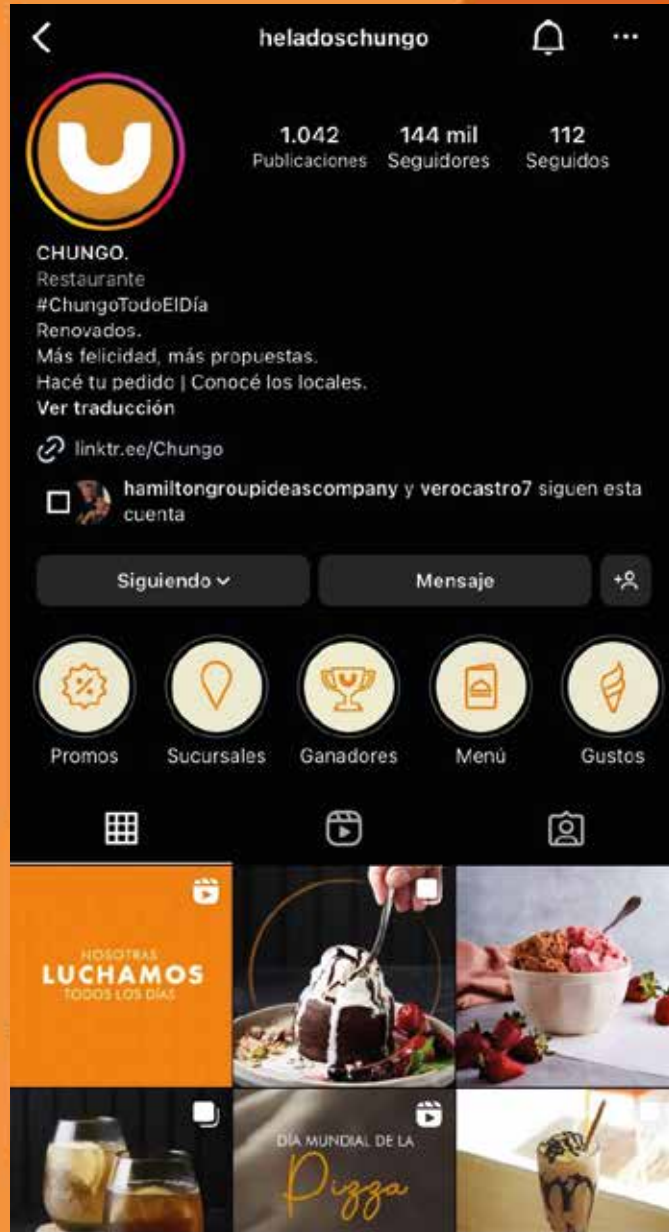 heladoschungo
1.042 144 mil 112
Publicaciones Seguidores Seguidos
CHUNGO.
Restaurante
#ChungoTodoElDía
Renovados.
Más felicidad, más propuestas.
Hacé tu pedido | Conocé los locales.
Ver traducción
linktr.ee/Chungo
hamiltongroupideascompany y verocastro7 siguen esta
cuenta
Siguiendo Mensaje
Promos Sucursales Ganadores Menú Gustos
NOSOTRAS
LUCHAMOS
TODOS LOS DÍAS
DÍA MUNDIAL DE LA
Pizza